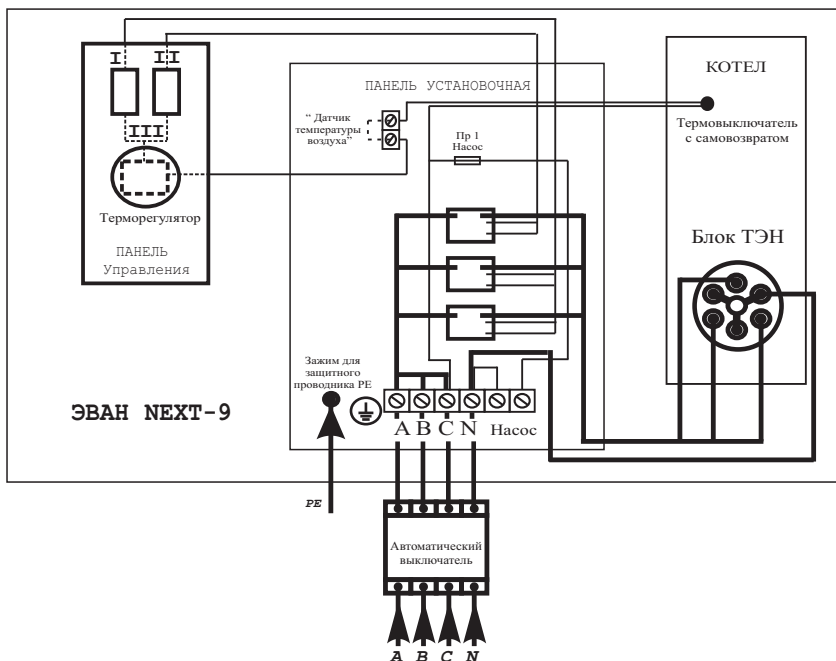 I
II
III
Терморегулятор
ПАНЕЛЬ
Управления
ПАНЕЛЬ УСТАНОВОЧНАЯ
“ Датчик
температуры
воздуха”
Пр 1
Насос
КОТЕЛ
Термовыключатель
с самовозвратом
Блок ТЭН
Зажим для
защитного
проводника РЕ
ЭВАН NEXT-9
A B C N Насос
PE
Автоматический
выключатель
A B C N